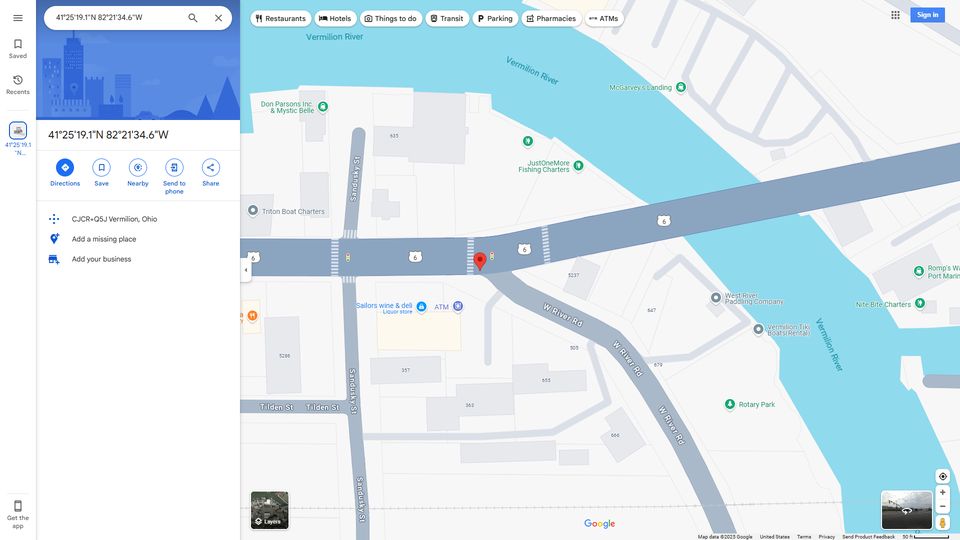 41°25'19.1"N 82°21'34.6"W
Restaurants
Hotels
Things to do
Transit
Parking
Pharmacies
ATMs
Sign in
Saved
Recents
41°25'19.1"
N...
Get the
app
41°25'19.1"N 82°21'34.6"W
Directions
Save
Nearby
Send to
phone
Share
CJCR+Q5J Vermilion, Ohio
Add a missing place
Add your business
Vermilion River
Vermilion River
McGarvey's Landing
Don Parsons Inc.
& Mystic Belle
635
JustOneMore
Fishing Charters
Sandusky St
Triton Boat Charters
6
6
6
6
5237
Romp's Wa
Port Marin
Nite Bite Charters
West River
Paddling Company
647
Vermilion Tiki
Boats(Rental)
Vermilion River
Sailors wine & deli
Liquor store
ATM
W River Rd
5286
505
W River Rd
679
357
655
Sandusky St
Tilden St
Tilden St
363
Rotary Park
W River Rd
666
Sandusky St
Layers
Google
Map data ©2025 Google
United States
Terms
Privacy
Send Product Feedback
50 ft